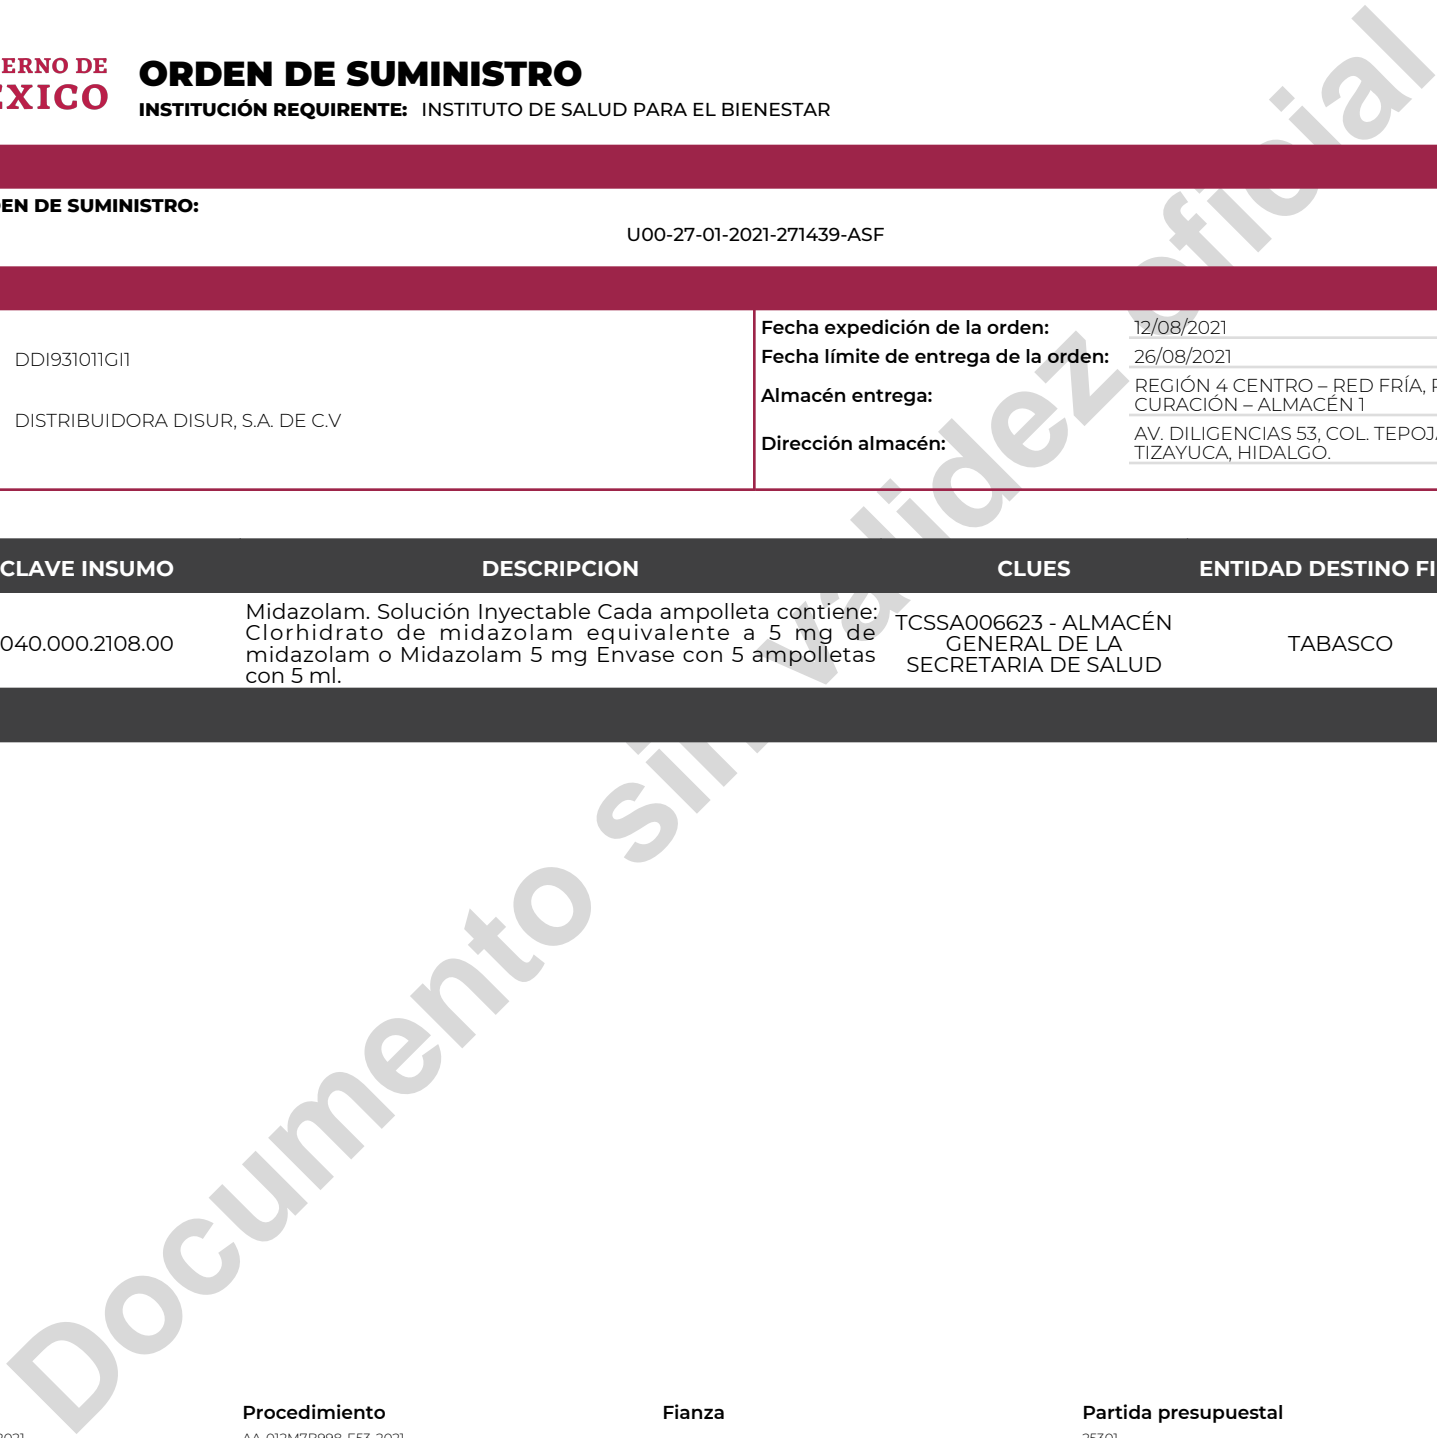 ERNO DE
ÉXICO
ORDEN DE SUMINISTRO
INSTITUCIÓN REQUIRENTE: INSTITUTO DE SALUD PARA EL BIENESTAR
EN DE SUMINISTRO:
U00-27-01-2021-271439-ASF
DDI931011GI1
DISTRIBUIDORA DISUR, S.A. DE C.V
Fecha expedición de la orden: 12/08/2021
Fecha límite de entrega de la orden: 26/08/2021
Almacén entrega: REGIÓN 4 CENTRO – RED FRÍA,
CURACIÓN – ALMACÉN 1
Dirección almacén: AV. DILIGENCIAS 53, COL. TEPOJA
TIZAYUCA, HIDALGO.
CLAVE INSUMO DESCRIPCION CLUES ENTIDAD DESTINO FI
040.000.2108.00
Midazolam. Solución Inyectable Cada ampolleta contiene:
Clorhidrato de midazolam equivalente a 5 mg de
midazolam o Midazolam 5 mg Envase con 5 ampolletas
con 5 ml.
TCSSA006623 - ALMACÉN
GENERAL DE LA
SECRETARIA DE SALUD
TABASCO
Documento sin validez oficial
Procedimiento Fianza Partida presupuestal